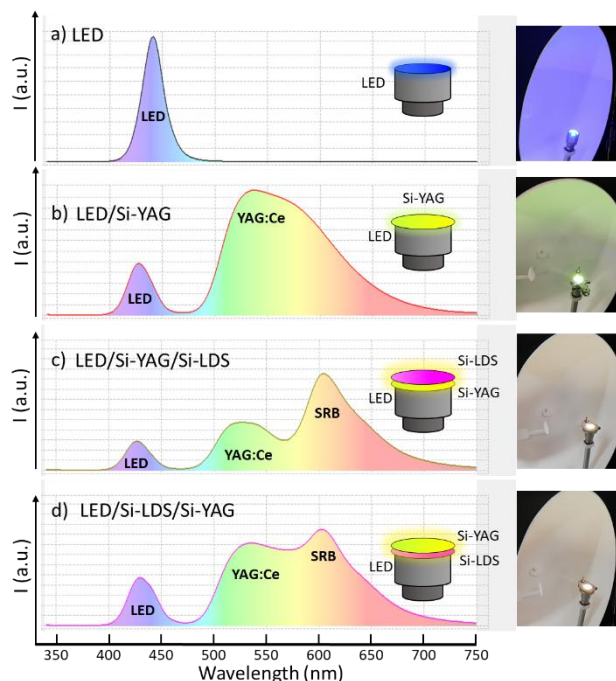 a) LED
I (a.u.)
LED
LED
b) LED/Si-YAG
I (a.u.)
LED
YAG:Ce
Si-YAG
LED
c) LED/Si-YAG/Si-LDS
I (a.u.)
LED
YAG:Ce
SRB
Si-LDS
Si-YAG
LED
d) LED/Si-LDS/Si-YAG
I (a.u.)
LED
YAG:Ce
SRB
Si-YAG
Si-LDS
LED
350 400 450 500 550 600 650 700 750
Wavelength (nm)